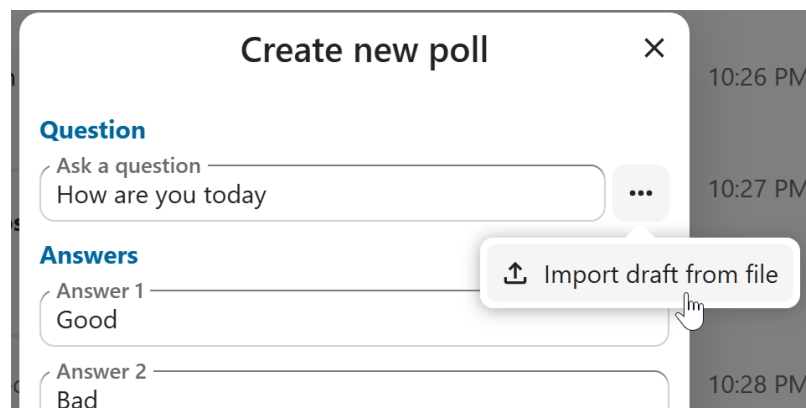 Create new poll
10:26 PM
Question
Ask a question
How are you today
10:27 PM
Answers
Import draft from file
Answer 1
Good
Answer 2
Bad
10:28 PM